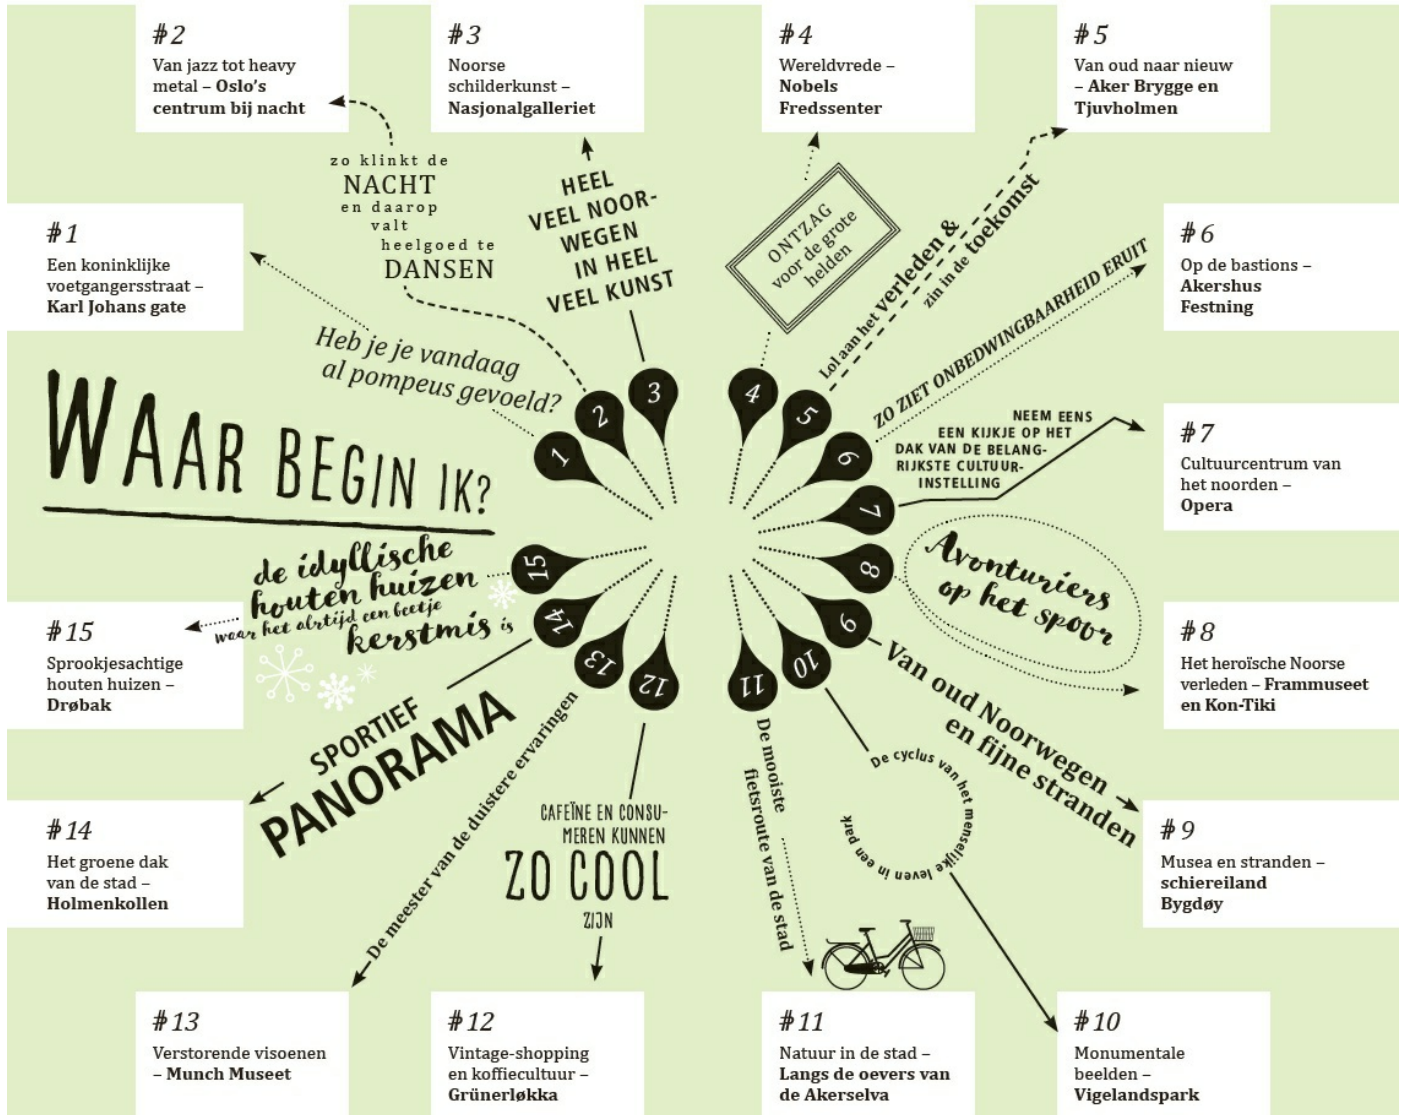 #2
Van jazz tot heavy
metal – Oslo's
centrum bij nacht
#3
Noorse
schilderkunst –
Nasjonalgalleriet
#4
Wereldvrede –
Nobels
Fredssenter
#5
Van oud naar nieuw
– Aker Brygge en
Tjuvholmen
zo klinkt de
NACHT
en daarop
valt
heelgoed te
DANSEN
HEEL
VEEL NOOR-
WEGEN
IN HEEL
VEEL KUNST
ONTZAG
voor de grote
helden
Lol aan het verleden &
zin in de toekomst
#1
Een koninklijke
voetgangersstraat –
Karl Johans gate
Heb je je vandaag
al pompeus gevoeld?
ZO ZIET ONBEDWINGBAARHEID ERUIT
#6
Op de bastions –
Akershus
Festning
WAAR BEGIN IK?
1
2
3
4
5
6
7
8
9
10
11
12
13
14
15
NEEM EENS
EEN KIJKJE OP HET
DAK VAN DE BELANG-
RIJKSTE CULTUUR-
INSTELLING
#7
Cultuurcentrum van
het noorden –
Opera
de idyllische
houten huizen
waar het alrtijd een beetje
kerstmis is
Avonturiers
op het spoor
#15
Sprookjesachtige
houten huizen –
Drøbak
#8
Het heroïsche Noorse
verleden – Frammuseet
en Kon-Tiki
SPORTIEF
PANORAMA
De meester van de duistere ervaringen
CAFEÏNE EN CONSU-
MEREN KUNNEN
ZO COOL
ZIJN
De mooiste
fietsroute van de stad
De cyclus van het menselijke leven in een park
Van oud Noorwegen
en fijne stranden
#14
Het groene dak
van de stad –
Holmenkollen
#9
Musea en stranden –
schiereiland
Bygdøy
#13
Verstorende visoenen
– Munch Museet
#12
Vintage-shopping
en koffiecultuur –
Grünerløkka
#11
Natuur in de stad –
Langs de oevers van
de Akerselva
#10
Monumentale
beelden –
Vigelandspark